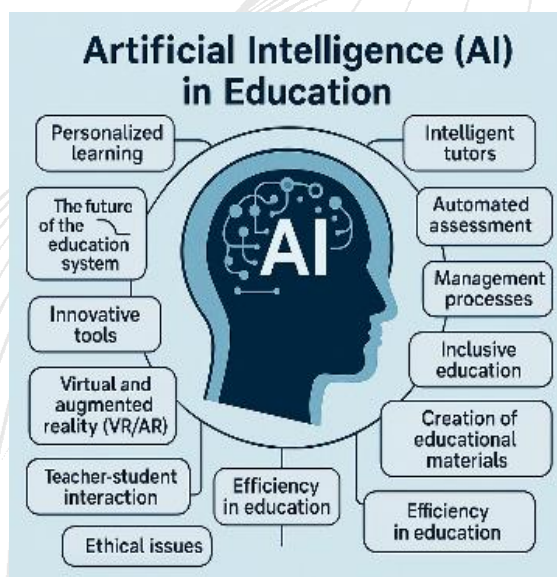 Artificial Intelligence (AI)
in Education
Personalized
learning
The future
of the
education
system
Innovative
tools
Virtual and
augmented
reality (VR/AR)
Teacher-student
interaction
Ethical issues
AI
Efficiency
in education
Intelligent
tutors
Automated
assessment
Management
processes
Inclusive
education
Creation of
educational
materials
Efficiency
in education